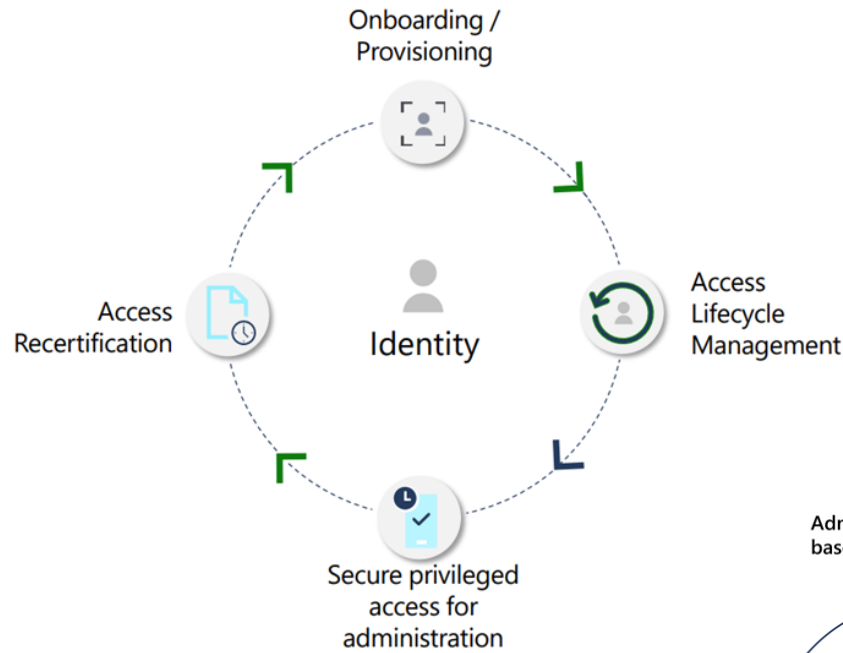 Onboarding /
Provisioning
Access
Lifecycle
Management
Access
Recertification
Identity
Secure privileged
access for
administration